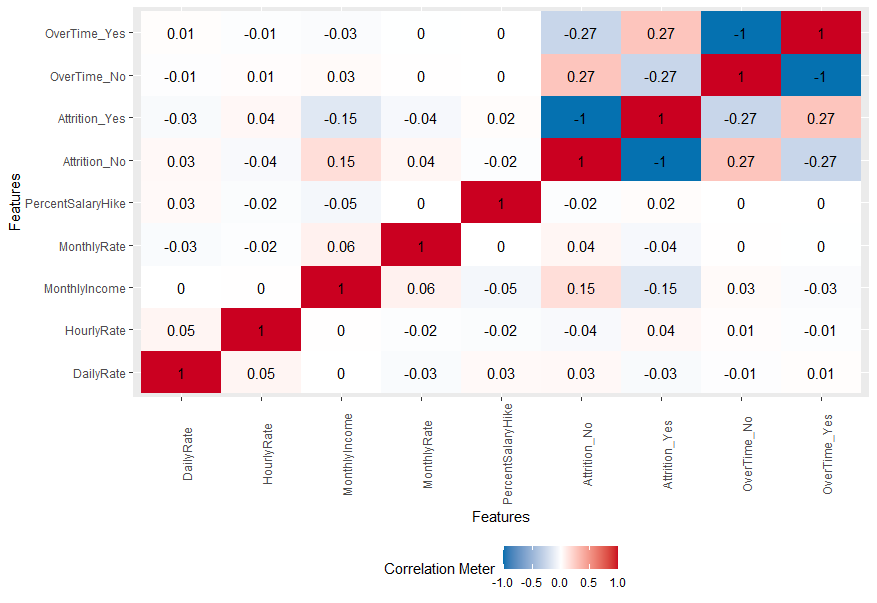 OverTime_Yes 0.01 -0.01 -0.03 0 0 -0.27 0.27 -1 1
OverTime_No -0.01 0.01 0.03 0 0 0.27 -0.27 1 -1
Attrition_Yes -0.03 0.04 -0.15 -0.04 0.02 -1 1 -0.27 0.27
Attrition_No 0.03 -0.04 0.15 0.04 -0.02 1 -1 0.27 -0.27
PercentSalaryHike 0.03 -0.02 -0.05 0 1 -0.02 0.02 0 0
MonthlyRate -0.03 -0.02 0.06 1 0 0.04 -0.04 0 0
MonthlyIncome 0 0 1 0.06 -0.05 0.15 -0.15 0.03 -0.03
HourlyRate 0.05 1 0 -0.02 -0.02 -0.04 0.04 0.01 -0.01
DailyRate 1 0.05 0 -0.03 0.03 0.03 -0.03 -0.01 0.01
Features
DailyRate
HourlyRate
MonthlyIncome
MonthlyRate
PercentSalaryHike
Attrition_No
Attrition_Yes
OverTime_No
OverTime_Yes
Features
Correlation Meter
-1.0 -0.5 0.0 0.5 1.0